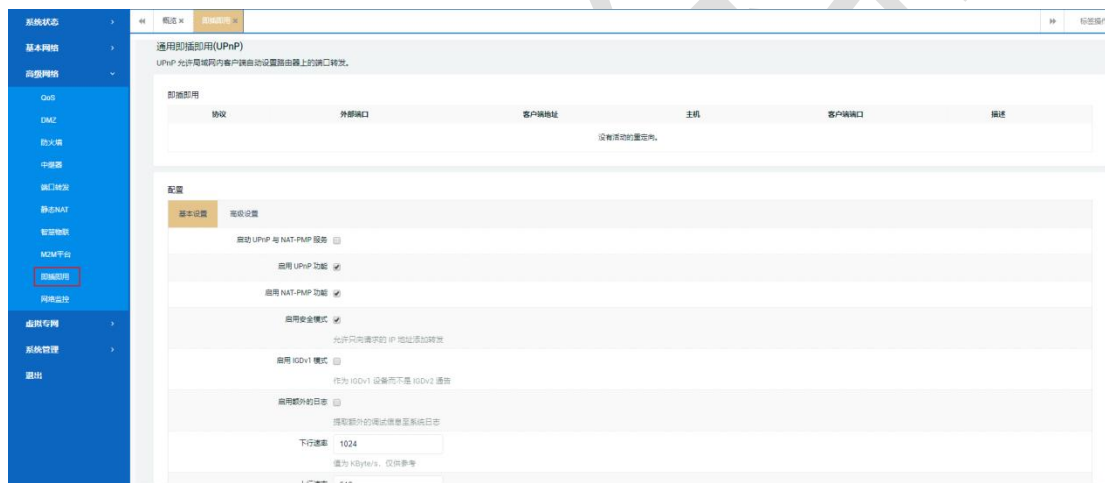 系统状态
概览 ×
即插即用 ×
标签操作
基本网络
高级网络
QoS
DMZ
防火墙
中继器
端口转发
静态NAT
智慧物联
M2M平台
即插即用
网络监控
虚拟专网
系统管理
退出
通用即插即用(UPnP)
UPnP 允许局域网内客户端自动设置路由器上的端口转发。
即插即用
协议 外部端口 客户端地址 主机 客户端端口 描述
没有活动的重定向。
配置
基本设置 高级设置
启动 UPnP 与 NAT-PMP 服务
启用 UPnP 功能
启用 NAT-PMP 功能
启用安全模式
允许只向请求的 IP 地址添加转发
启用 IGDv1 模式
作为 IGDv1 设备而不是 IGDv2 通告
启用额外的日志
提取额外的调试信息至系统日志
下行速率 1024
值为 KByte/s，仅供参考